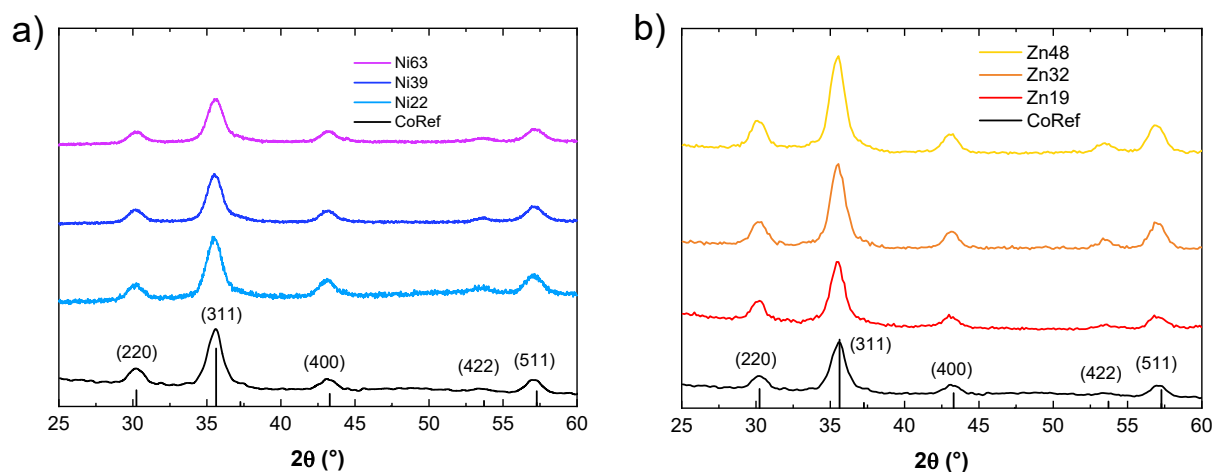 a)
Ni63
Ni39
Ni22
CoRef
(220)
(311)
(400)
(422)
(511)
25 30 35 40 45 50 55 60
2θ (°)
b)
Zn48
Zn32
Zn19
CoRef
(220)
(311)
(400)
(422)
(511)
25 30 35 40 45 50 55 60
2θ (°)